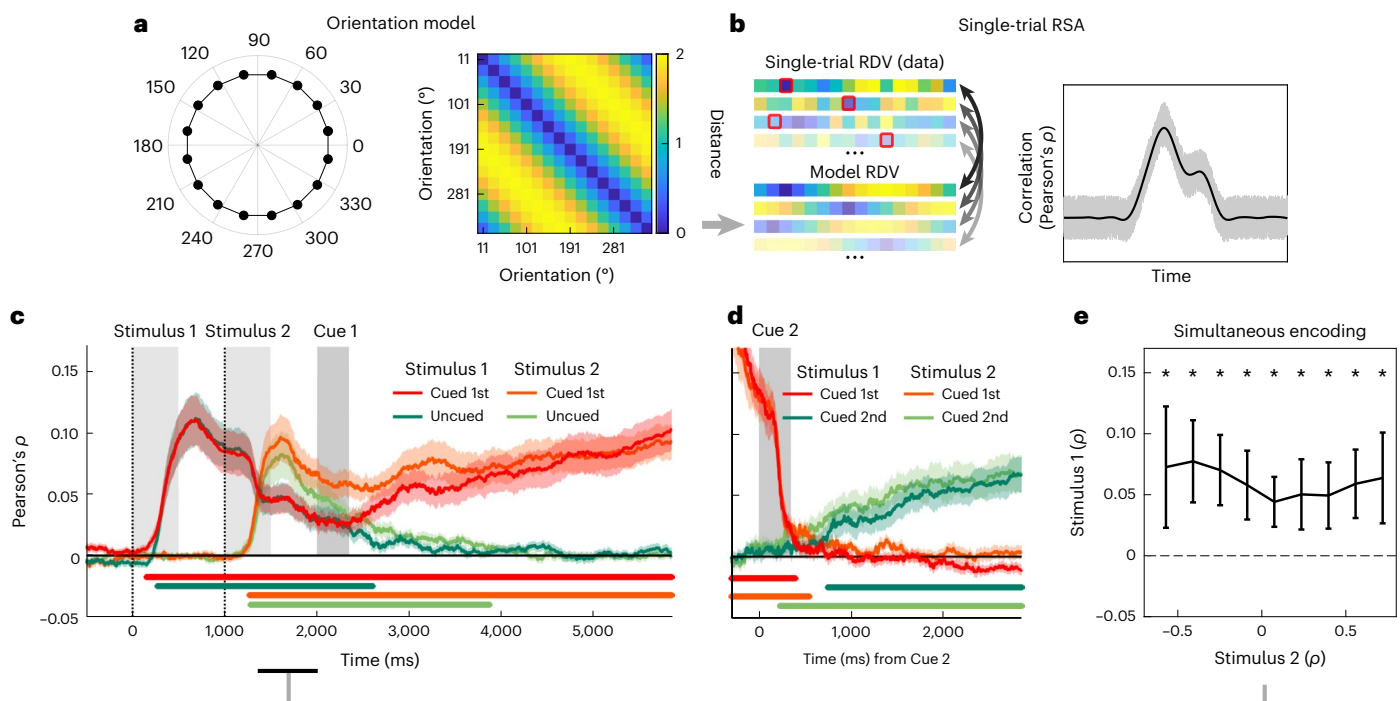 a
Orientation model
90
60
30
0
330
300
270
240
210
180
150
120
11
101
191
281
Orientation (°)
11
101
191
281
Orientation (°)
2
1
0
Distance
b
Single-trial RSA
Single-trial RDV (data)
...
Model RDV
...
Correlation
(Pearson's ρ)
Time
c
Stimulus 1
Stimulus 2
Cue 1
Stimulus 1
Stimulus 2
Cued 1st
Cued 1st
Uncued
Uncued
0.15
0.10
0.05
0
−0.05
Pearson's ρ
0
1,000
2,000
3,000
4,000
5,000
Time (ms)
d
Cue 2
Stimulus 1
Stimulus 2
Cued 1st
Cued 1st
Cued 2nd
Cued 2nd
0
1,000
2,000
Time (ms) from Cue 2
e
Simultaneous encoding
* * * * * * * * *
0.15
0.10
0.05
0
−0.05
Stimulus 1 (ρ)
−0.5
0
0.5
Stimulus 2 (ρ)